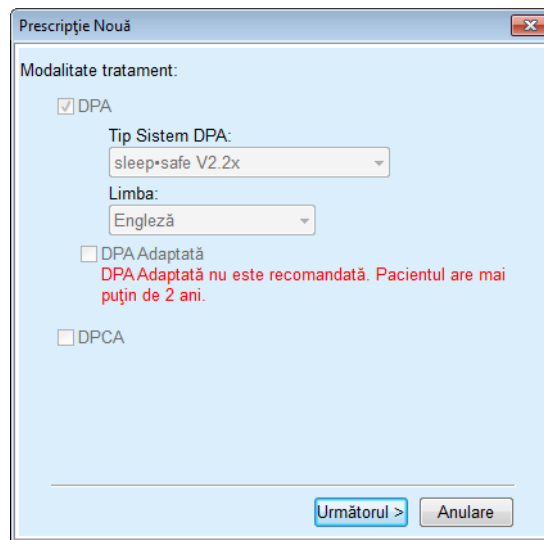 Prescripţie Nouă
Modalitate tratament:
DPA
Tip Sistem DPA:
sleep•safe V2.2x
Limba:
Engleză
DPA Adaptată
DPA Adaptată nu este recomandată. Pacientul are mai
puţin de 2 ani.
DPCA
Următorul >
Anulare